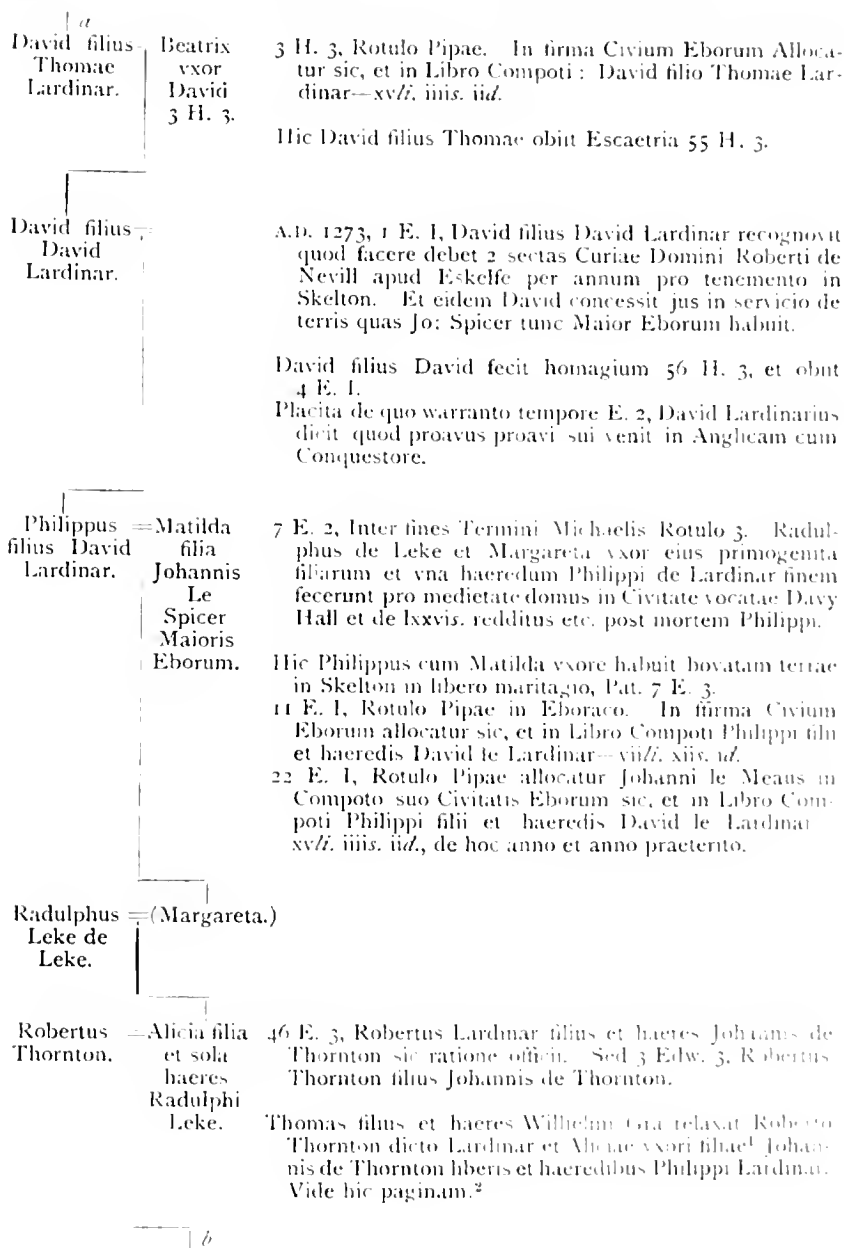 a
David filius
Thomae
Lardinar.
Beatrix
vxor
David
3 H. 3.
3 H. 3, Rotulo Pipae. In firma Civium Eborum Alloca-
tur sic, et in Libro Compoti : David filio Thomae Lar-
dinar—xvli. iiiis. iid.
Hic David filius Thomae obiit Escaetria 55 H. 3.
David filius
David
Lardinar.
A.D. 1273, 1 E. I, David filius David Lardinar recognovit
quod facere debet 2 sectas Curiae Domini Roberti de
Nevill apud Eskelfe per annum pro tenemento in
Skelton. Et eidem David concessit jus in servicio de
terris quas Jo: Spicer tunc Maior Eborum habuit.
David filius David fecit homagium 56 H. 3, et obiit
4 E. I.
Placita de quo warranto tempore E. 2, David Lardinarius
dicit quod proavus proavi sui venit in Anglicam cum
Conquestore.
Philippus
filius David
Lardinar.
=Matilda
filia
Johannis
Le
Spicer
Maioris
Eborum.
7 E. 2, Inter fines Termini Michaelis Rotulo 3. Radul-
phus de Leke et Margareta vxor eius primogenita
filiarum et vna haeredum Philippi de Lardinar finem
fecerunt pro medietate domus in Civitate vocatae Davy
Hall et de lxxvis. redditus etc. post mortem Philippi.
Hic Philippus cum Matilda vxore habuit bovatam terrae
in Skelton in libero maritagio, Pat. 7 E. 3.
11 E. I, Rotulo Pipae in Eboraco. In ffirma Civium
Eborum allocatur sic, et in Libro Compoti Philippi filii
et haeredis David le Lardinar—viili. xiis. id.
22 E. I, Rotulo Pipae allocatur Johanni le Meaus in
Compoto suo Civitatis Eborum sic, et in Libro Com-
poti Philippi filii et haeredis David le Lardinar
xvli. iiiis. iid., de hoc anno et anno praeterito.
Radulphus
Leke de
Leke.
=(Margareta.)
Robertus
Thornton.
=Alicia filia
et sola
haeres
Radulphi
Leke.
46 E. 3, Robertus Lardinar filius et haeres Johannis de
Thornton sic ratione officii. Sed 3 Edw. 3, Robertus
Thornton filius Johannis de Thornton.
Thomas filius et haeres Wilhelmi Gra relaxat Roberto
Thornton dicto Lardinar et Aliciae vxori filiae¹ Johan-
nis de Thornton liberis et haeredibus Philippi Lardinar.
Vide hic paginam.²
b